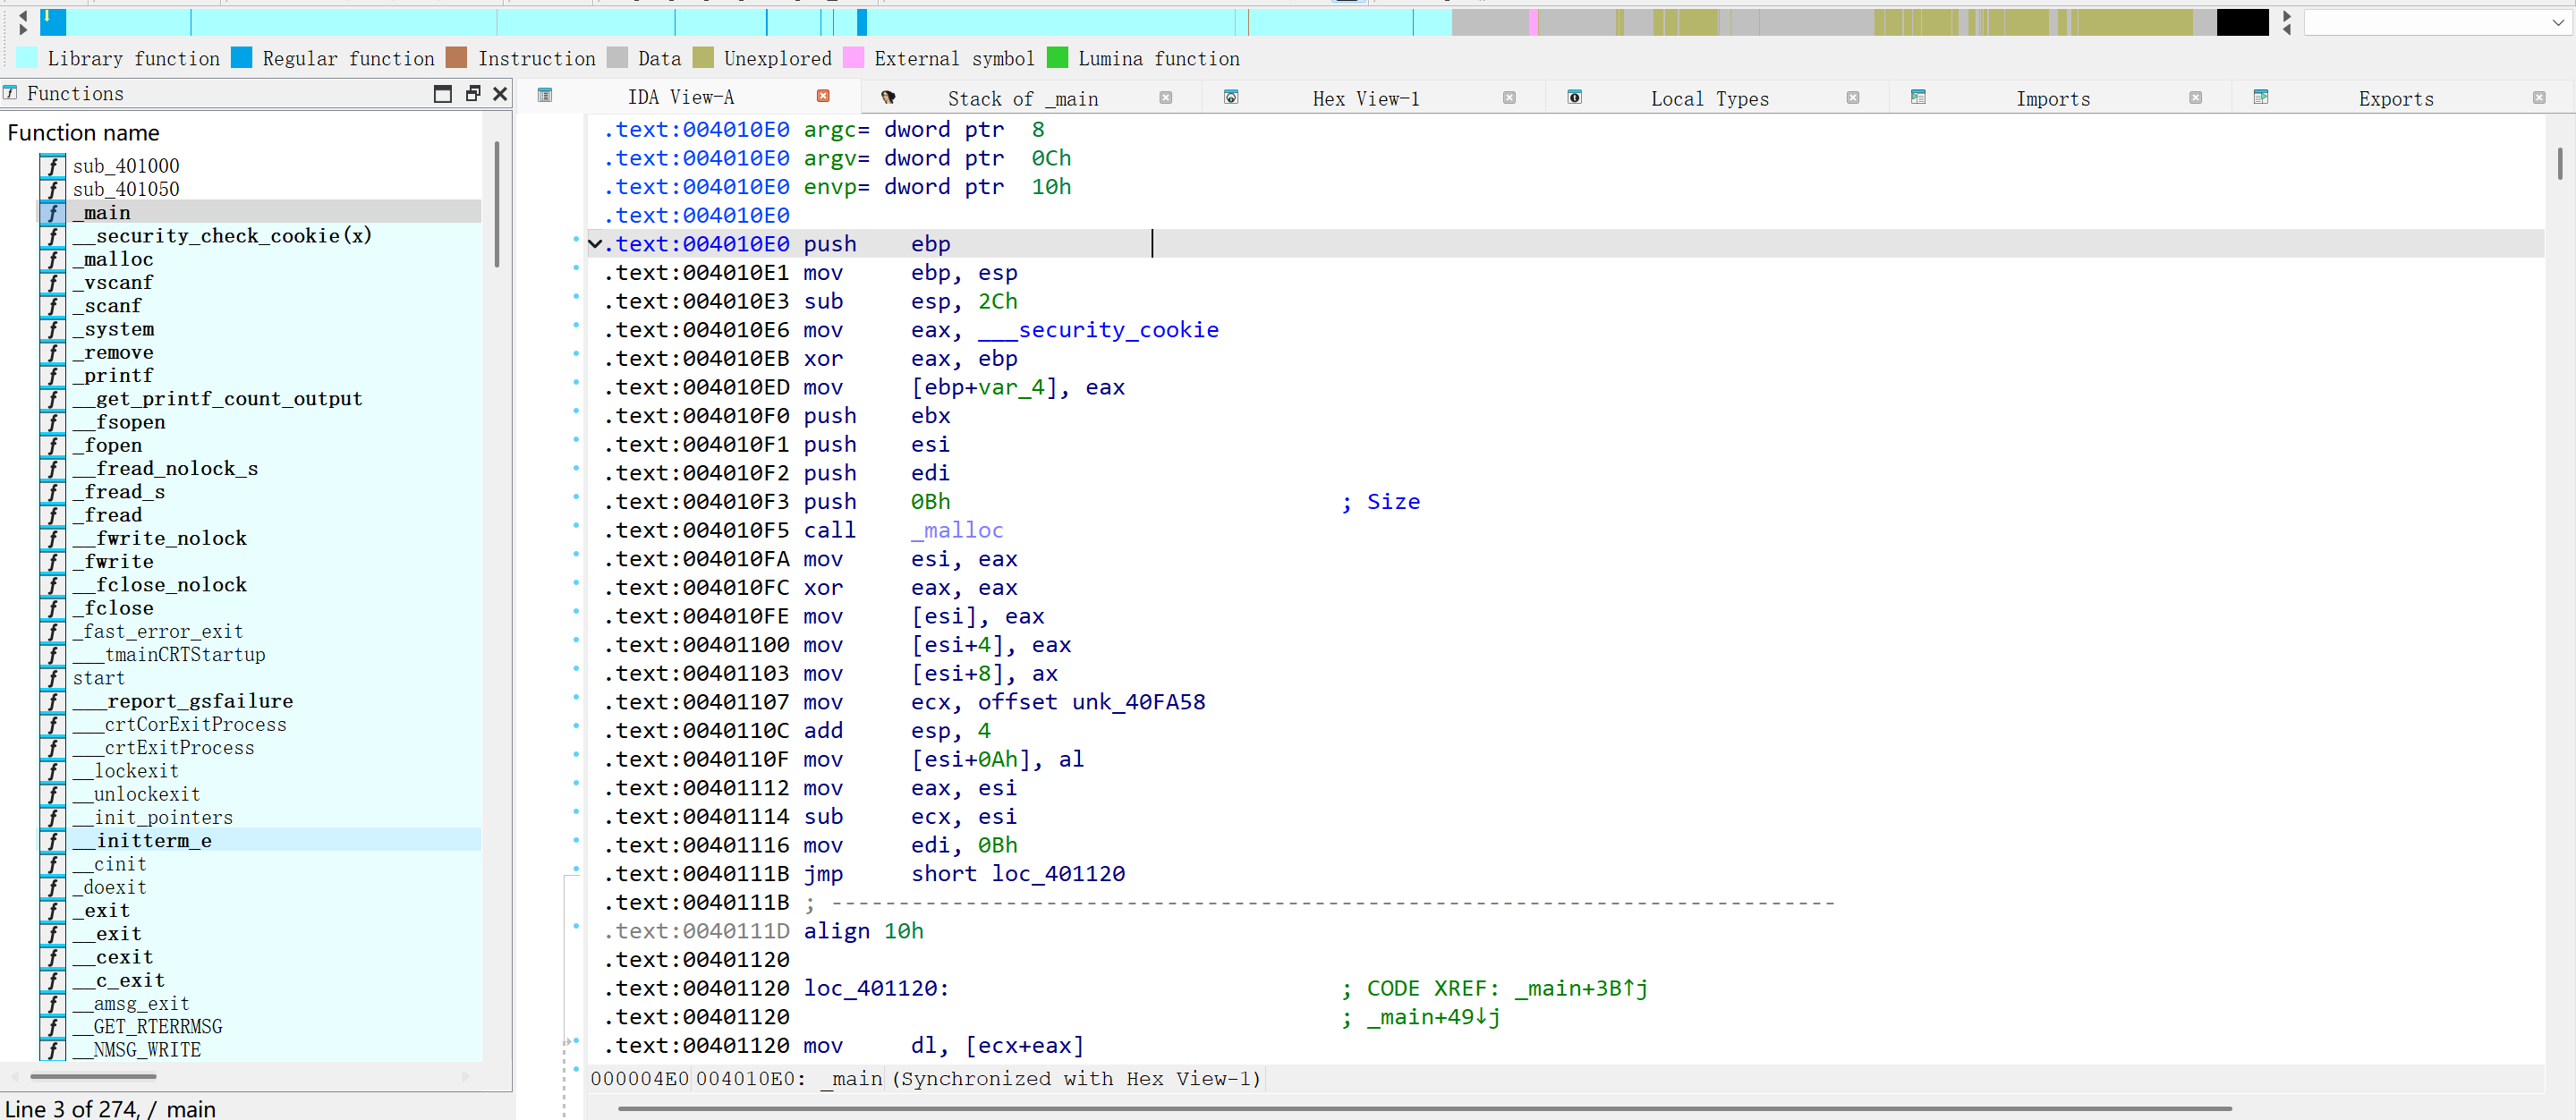 Library function Regular function Instruction Data Unexplored External symbol Lumina function
Functions
Function name
sub_401000
sub_401050
_main
__security_check_cookie(x)
_malloc
_vscanf
_scanf
_system
_remove
_printf
__get_printf_count_output
__fsopen
_fopen
__fread_nolock_s
_fread_s
_fread
__fwrite_nolock
_fwrite
__fclose_nolock
_fclose
_fast_error_exit
___tmainCRTStartup
start
___report_gsfailure
___crtCorExitProcess
___crtExitProcess
__lockexit
__unlockexit
__init_pointers
__initterm_e
__cinit
_doexit
_exit
__exit
__cexit
__c_exit
__amsg_exit
__GET_RTERRMSG
__NMSG_WRITE
Line 3 of 274, /_main
IDA View-A Stack of _main Hex View-1 Local Types Imports Exports
.text:004010E0 argc= dword ptr  8
.text:004010E0 argv= dword ptr  0Ch
.text:004010E0 envp= dword ptr  10h
.text:004010E0
.text:004010E0 push    ebp
.text:004010E1 mov     ebp, esp
.text:004010E3 sub     esp, 2Ch
.text:004010E6 mov     eax, ___security_cookie
.text:004010EB xor     eax, ebp
.text:004010ED mov     [ebp+var_4], eax
.text:004010F0 push    ebx
.text:004010F1 push    esi
.text:004010F2 push    edi
.text:004010F3 push    0Bh                             ; Size
.text:004010F5 call    _malloc
.text:004010FA mov     esi, eax
.text:004010FC xor     eax, eax
.text:004010FE mov     [esi], eax
.text:00401100 mov     [esi+4], eax
.text:00401103 mov     [esi+8], ax
.text:00401107 mov     ecx, offset unk_40FA58
.text:0040110C add     esp, 4
.text:0040110F mov     [esi+0Ah], al
.text:00401112 mov     eax, esi
.text:00401114 sub     ecx, esi
.text:00401116 mov     edi, 0Bh
.text:0040111B jmp     short loc_401120
.text:0040111B ; ---------------------------------------------------------------------------
.text:0040111D align 10h
.text:00401120
.text:00401120 loc_401120:                             ; CODE XREF: _main+3B↑j
.text:00401120                                         ; _main+49↓j
.text:00401120 mov     dl, [ecx+eax]
000004E0 004010E0: _main (Synchronized with Hex View-1)